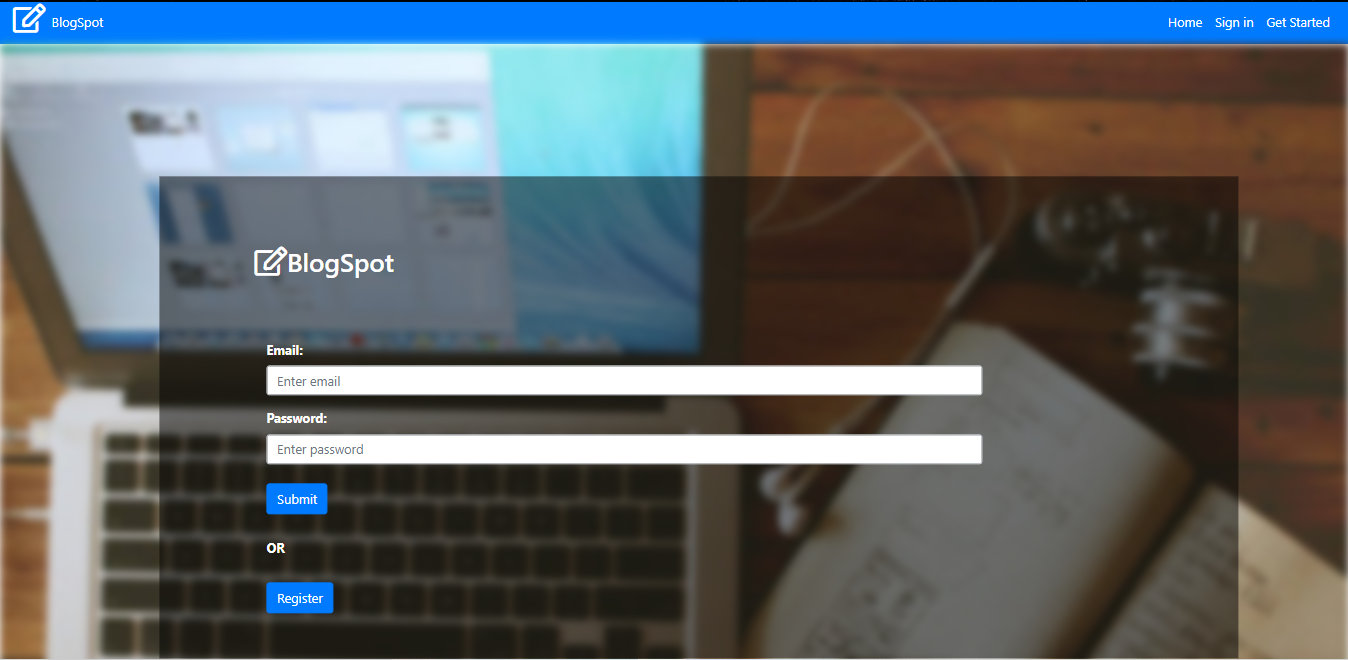 BlogSpot
Home Sign in Get Started
BlogSpot
Email:
Enter email
Password:
Enter password
Submit
OR
Register